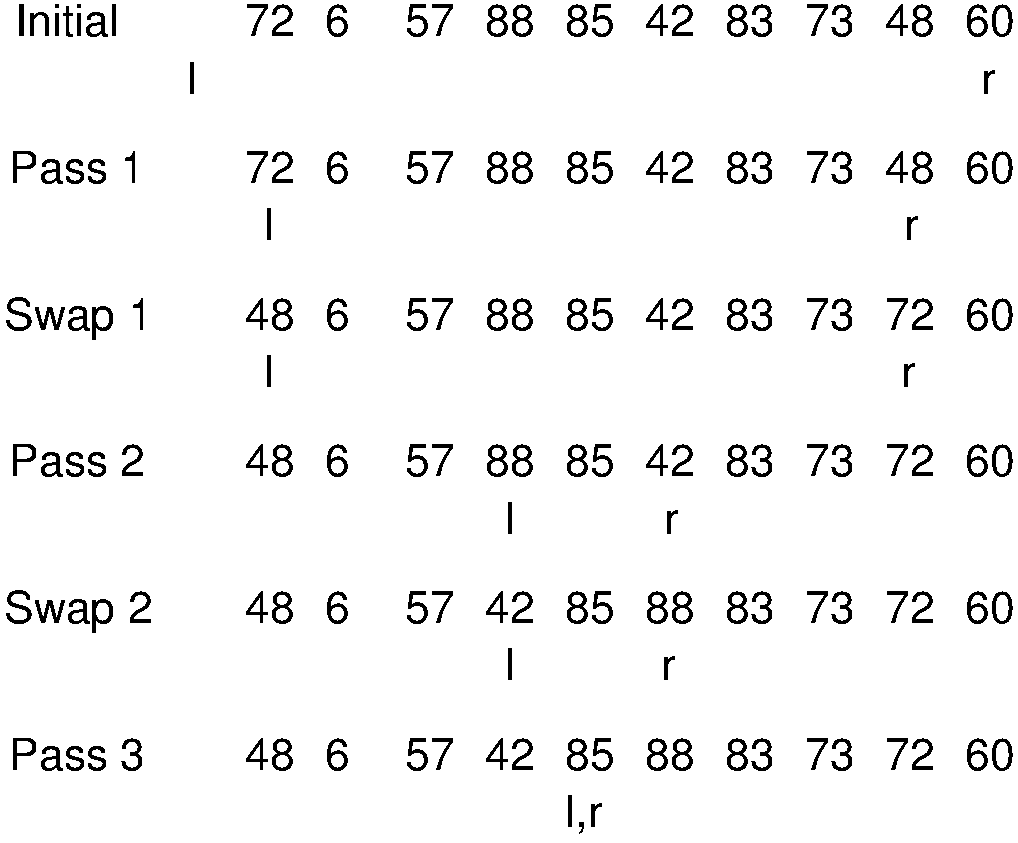 Initial 72 6 57 88 85 42 83 73 48 60
l r
Pass 1 72 6 57 88 85 42 83 73 48 60
l r
Swap 1 48 6 57 88 85 42 83 73 72 60
l r
Pass 2 48 6 57 88 85 42 83 73 72 60
l r
Swap 2 48 6 57 42 85 88 83 73 72 60
l r
Pass 3 48 6 57 42 85 88 83 73 72 60
l,r